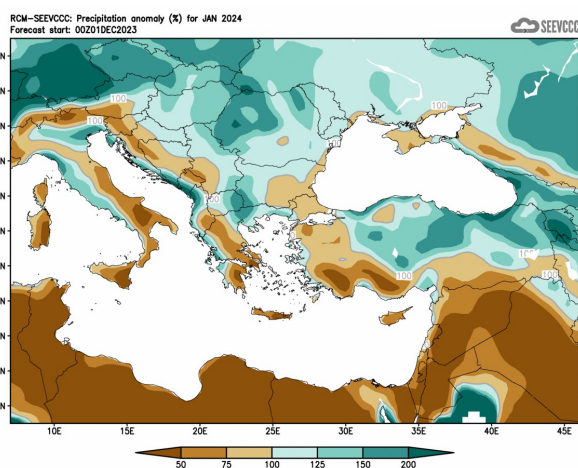 RCM-SEEVCCC: Precipitation anomaly (%) for JAN 2024
Forecast start: 00Z01DEC2023
SEEVCCC
100
100
100
100
100
100
N
N
N
N
N
N
N
N
N
N
N
10E 15E 20E 25E 30E 35E 40E 45E
50 75 100 125 150 200